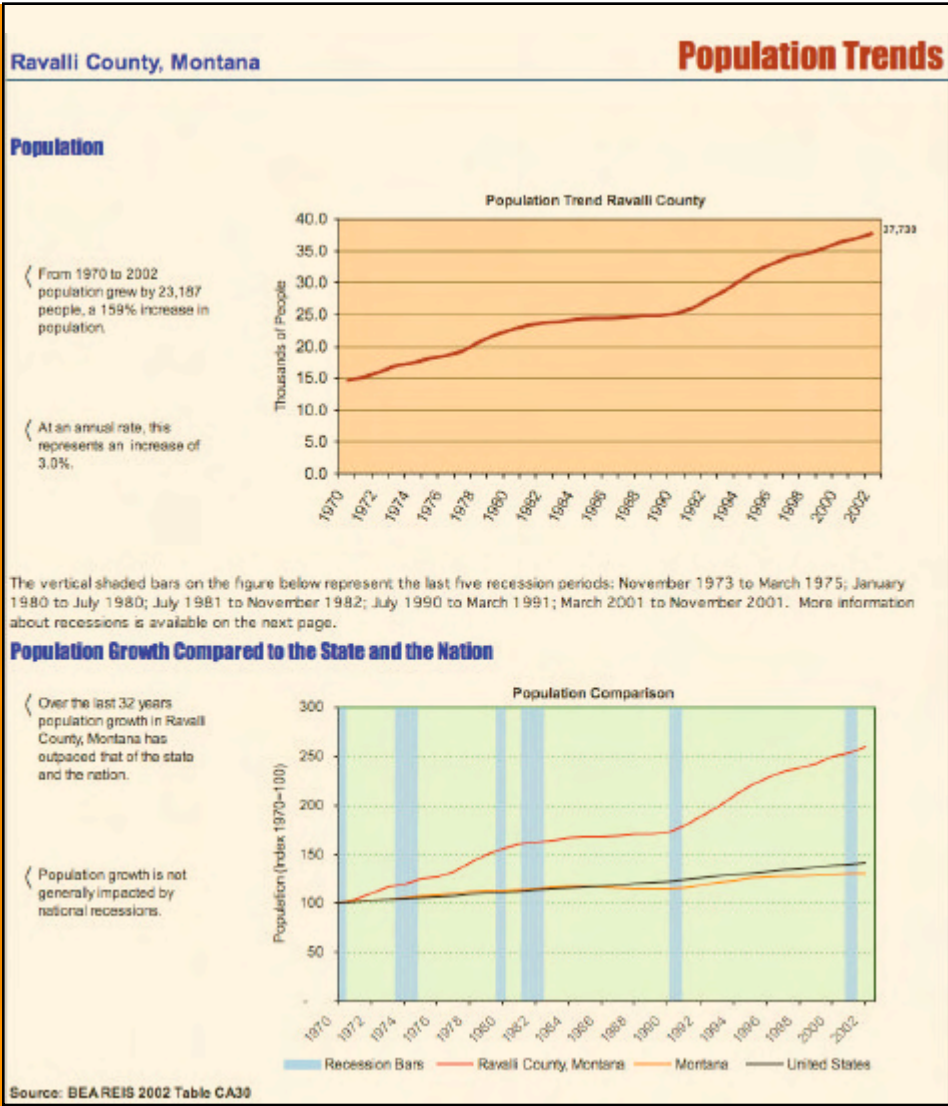 Ravalli County, Montana
Population Trends
Population
Population Trend Ravalli County
40.0
35.0
30.0
25.0
20.0
15.0
10.0
5.0
0.0
Thousands of People
37,730
1970
1972
1974
1976
1978
1980
1982
1984
1986
1988
1990
1992
1994
1996
1998
2000
2002
From 1970 to 2002
population grew by 23,187
people, a 159% increase in
population.
At an annual rate, this
represents an increase of
3.0%.
The vertical shaded bars on the figure below represent the last five recession periods: November 1973 to March 1975; January
1980 to July 1980; July 1981 to November 1982; July 1990 to March 1991; March 2001 to November 2001. More information
about recessions is available on the next page.
Population Growth Compared to the State and the Nation
Over the last 32 years
population growth in Ravalli
County, Montana has
outpaced that of the state
and the nation.
Population growth is not
generally impacted by
national recessions.
Population Comparison
300
250
200
150
100
50
-
Population (Index 1970=100)
1970
1972
1974
1976
1978
1980
1982
1984
1986
1988
1990
1992
1994
1996
1998
2000
2002
Recession Bars
Ravalli County, Montana
Montana
United States
Source: BEA REIS 2002 Table CA30